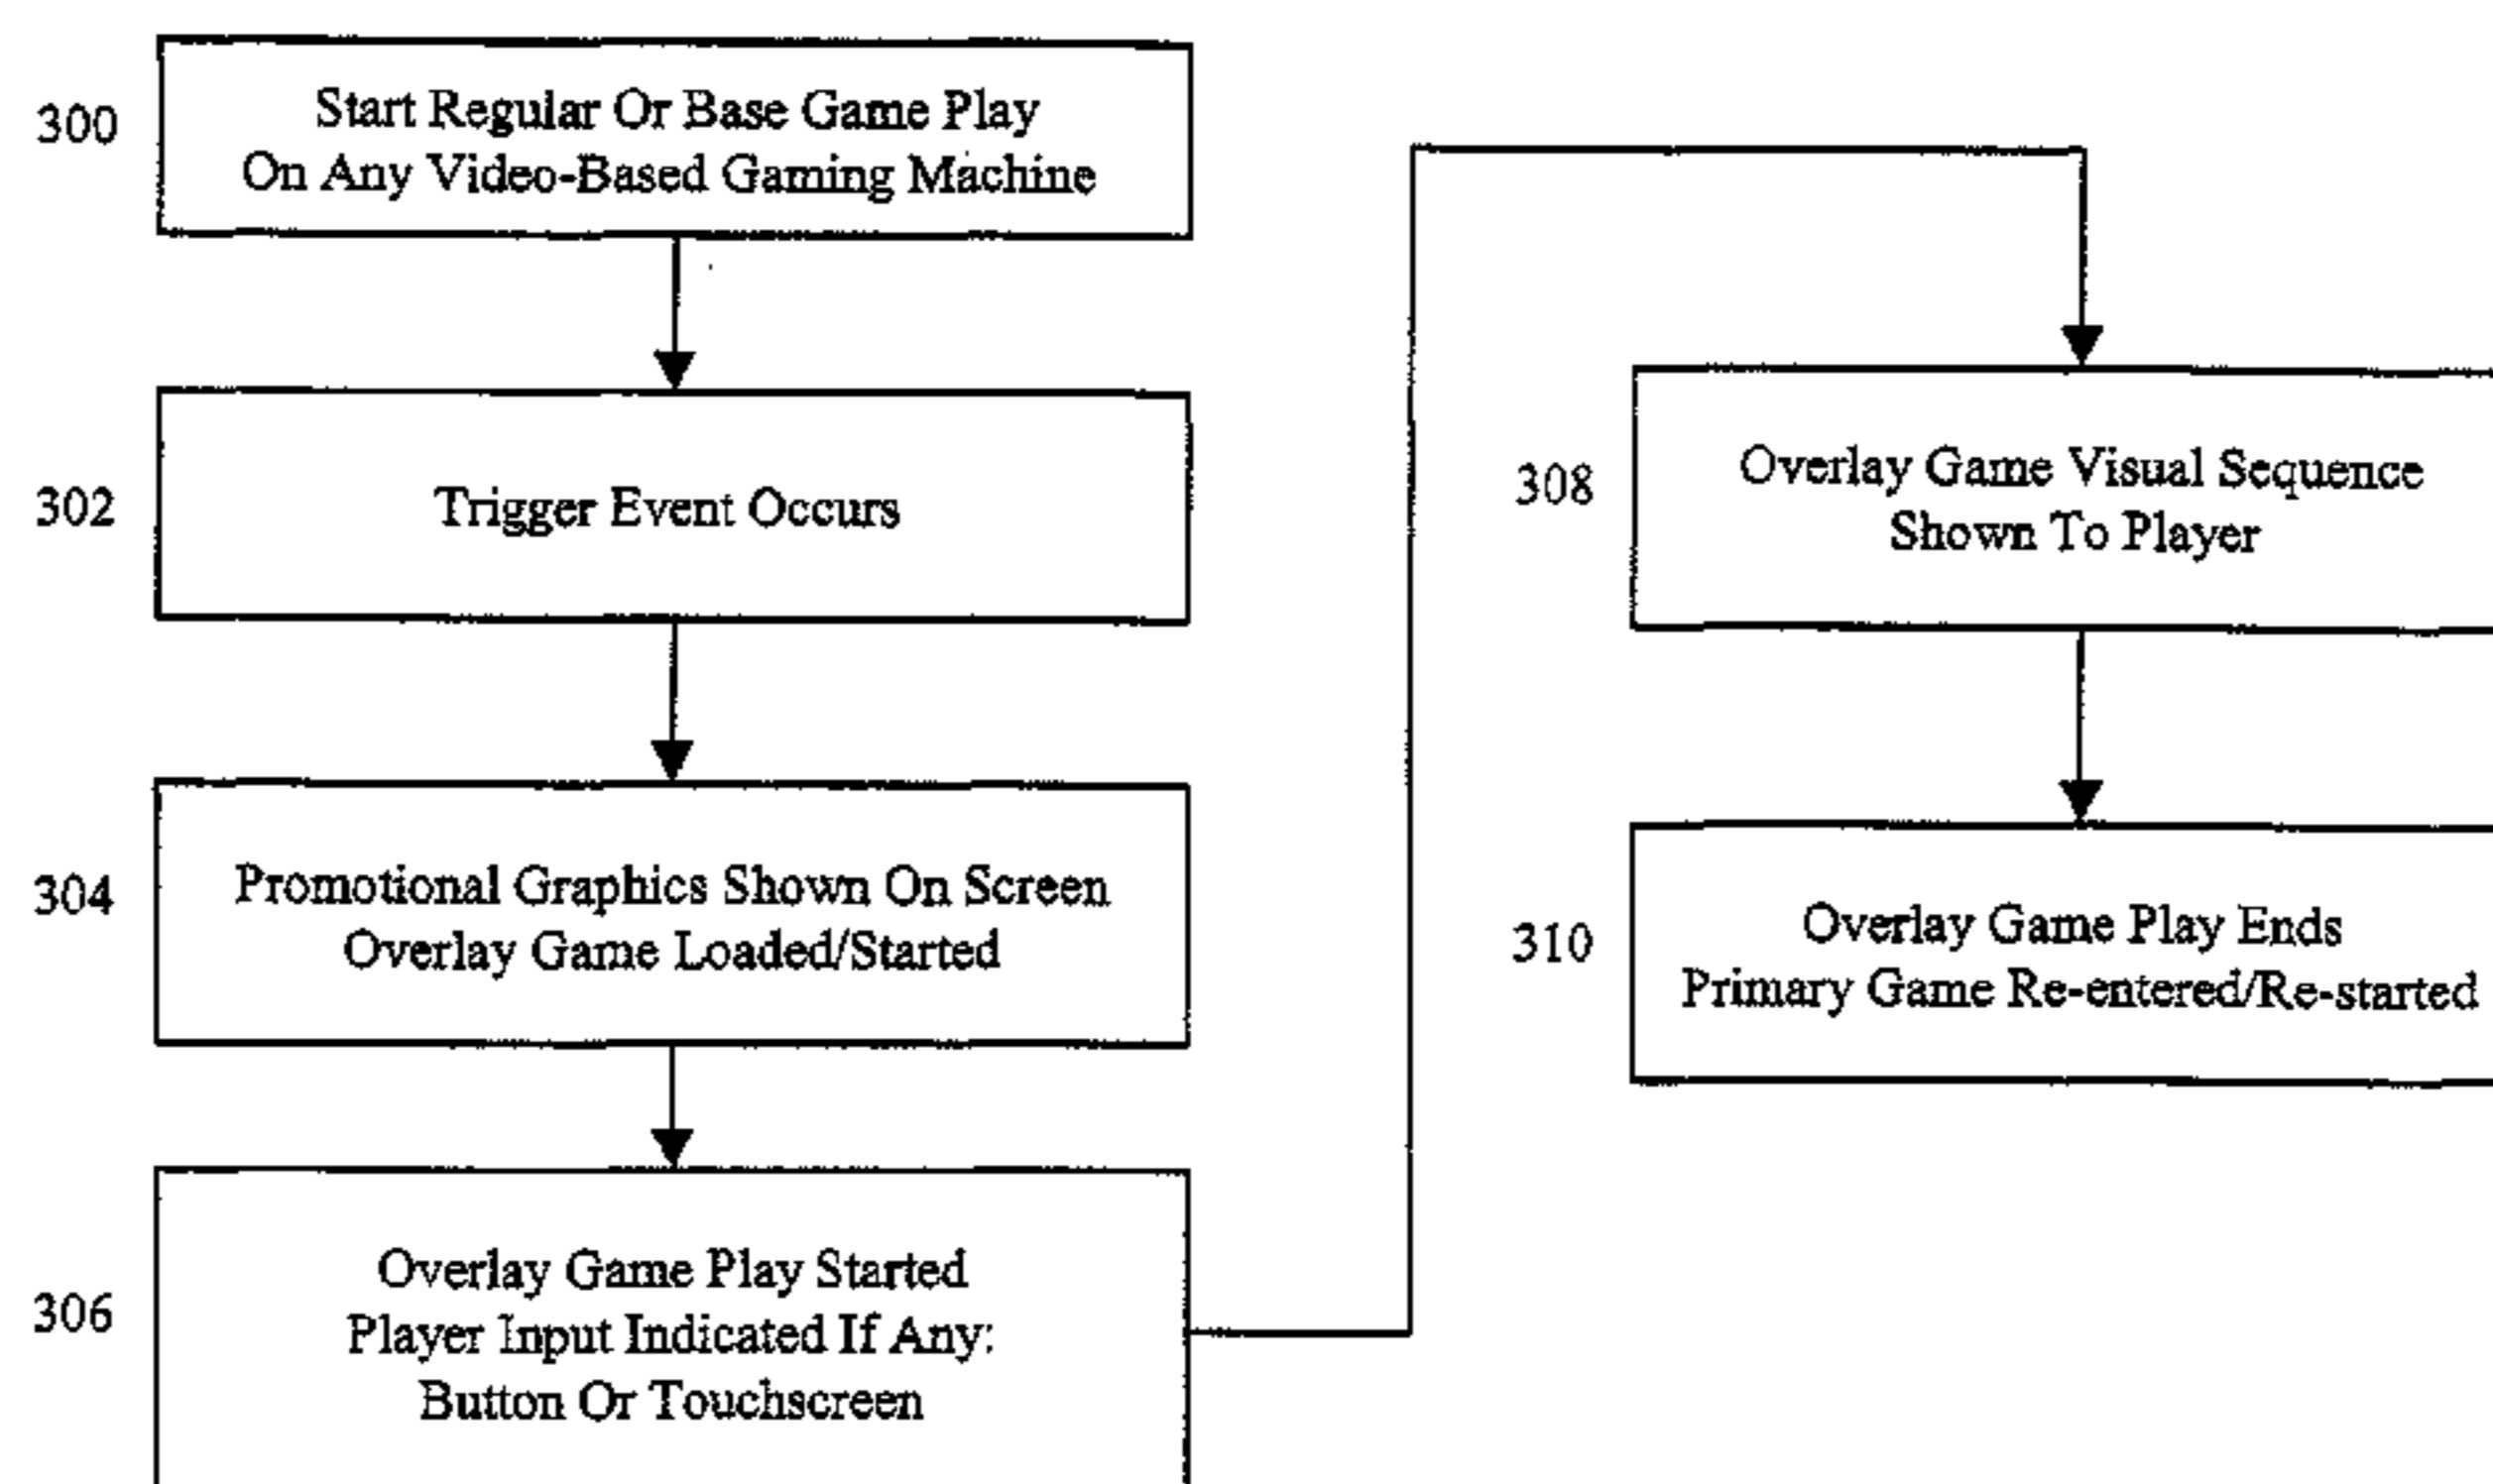 300
Start Regular Or Base Game Play
On Any Video-Based Gaming Machine
302
Trigger Event Occurs
304
Promotional Graphics Shown On Screen
Overlay Game Loaded/Started
306
Overlay Game Play Started
Player Input Indicated If Any:
Button Or Touchscreen
308
Overlay Game Visual Sequence
Shown To Player
310
Overlay Game Play Ends
Primary Game Re-entered/Re-started